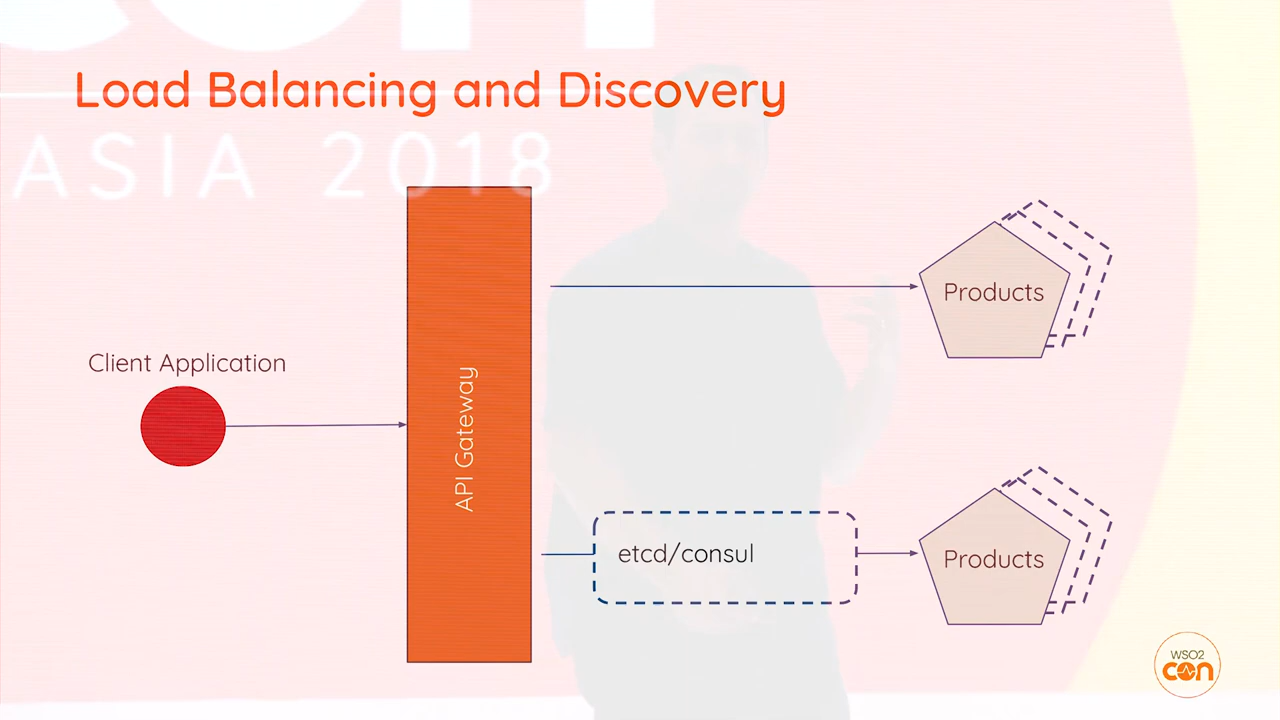 Load Balancing and Discovery
ASIA 2018
Products
Client Application
API Gateway
etcd/consul
Products
WSO2
con